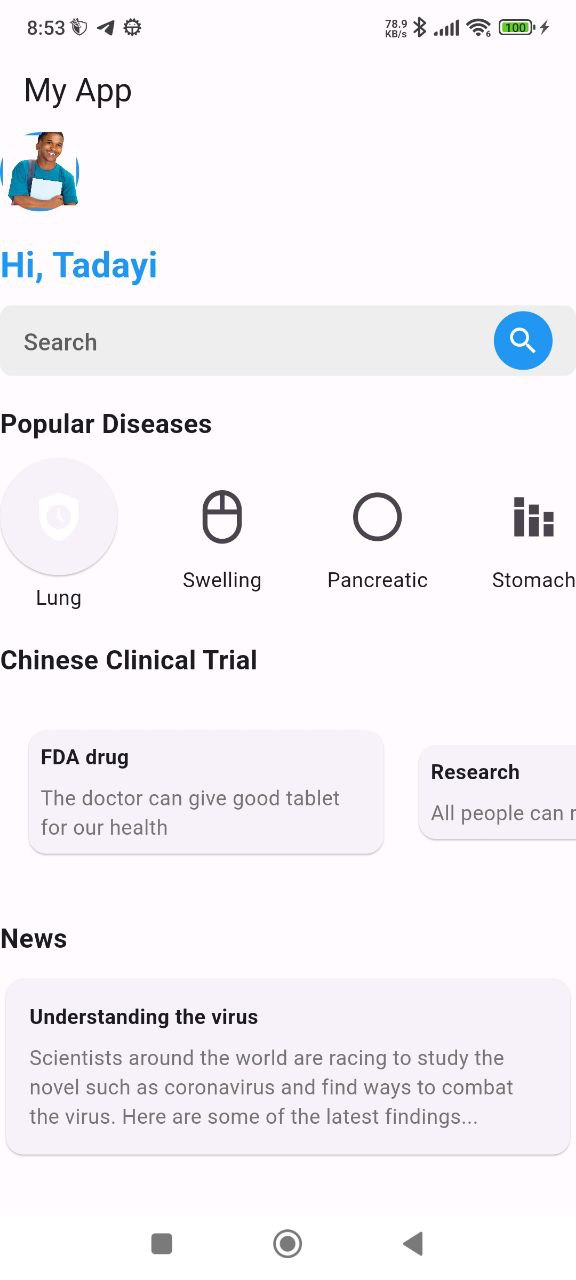 8:53
78.9
KB/s
6
100
My App
Hi, Tadayi
Search
Popular Diseases
Lung
Swelling
Pancreatic
Stomach
Chinese Clinical Trial
FDA drug
The doctor can give good tablet
for our health
Research
All people can r
News
Understanding the virus
Scientists around the world are racing to study the
novel such as coronavirus and find ways to combat
the virus. Here are some of the latest findings...